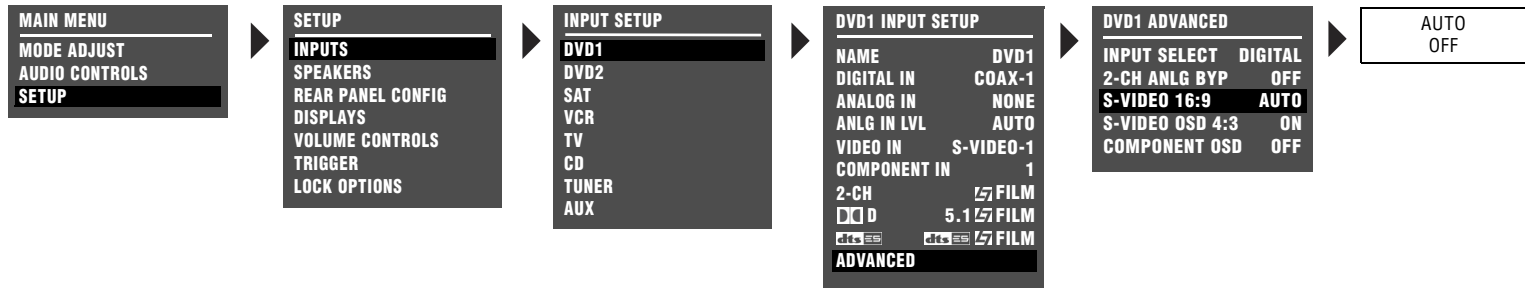 MAIN MENU
MODE ADJUST
AUDIO CONTROLS
SETUP
SETUP
INPUTS
SPEAKERS
REAR PANEL CONFIG
DISPLAYS
VOLUME CONTROLS
TRIGGER
LOCK OPTIONS
INPUT SETUP
DVD1
DVD2
SAT
VCR
TV
CD
TUNER
AUX
DVD1 INPUT SETUP
NAME DVD1
DIGITAL IN COAX-1
ANALOG IN NONE
ANLG IN LVL AUTO
VIDEO IN S-VIDEO-1
COMPONENT IN 1
2-CH L7 FILM
D 5.1 L7 FILM
dts ES dts ES L7 FILM
ADVANCED
DVD1 ADVANCED
INPUT SELECT DIGITAL
2-CH ANLG BYP OFF
S-VIDEO 16:9 AUTO
S-VIDEO OSD 4:3 ON
COMPONENT OSD OFF
AUTO
OFF